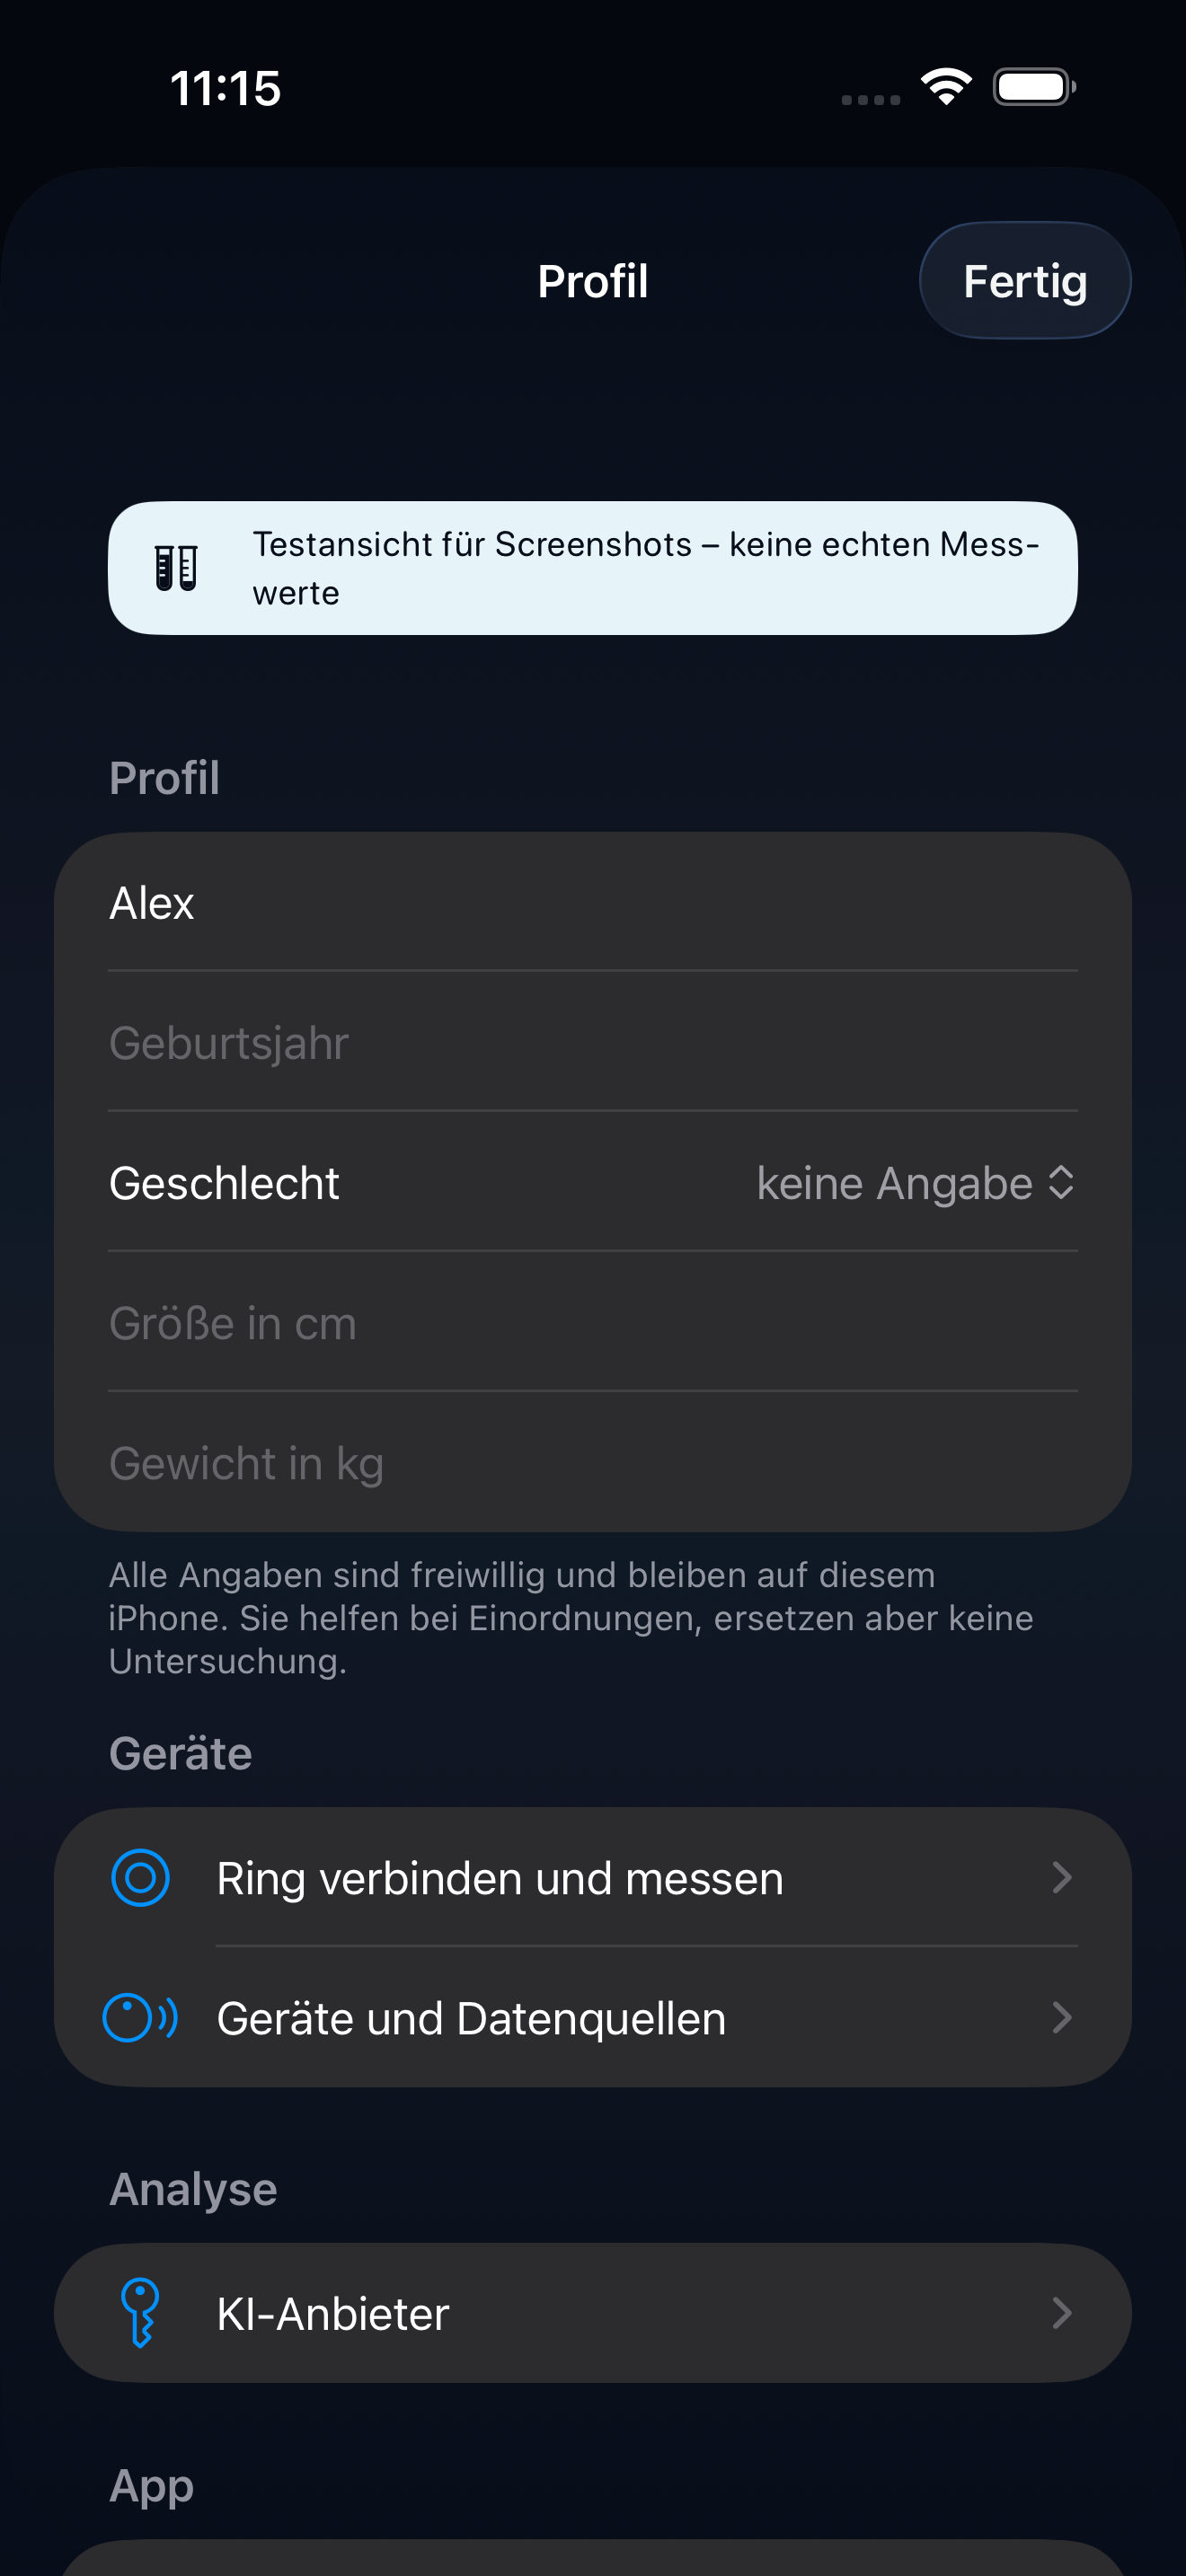 11:15
Profil
Fertig
Testansicht für Screenshots – keine echten Mess-
werte
Profil
Alex
Geburtsjahr
Geschlecht keine Angabe
Größe in cm
Gewicht in kg
Alle Angaben sind freiwillig und bleiben auf diesem
iPhone. Sie helfen bei Einordnungen, ersetzen aber keine
Untersuchung.
Geräte
Ring verbinden und messen
Geräte und Datenquellen
Analyse
KI-Anbieter
App